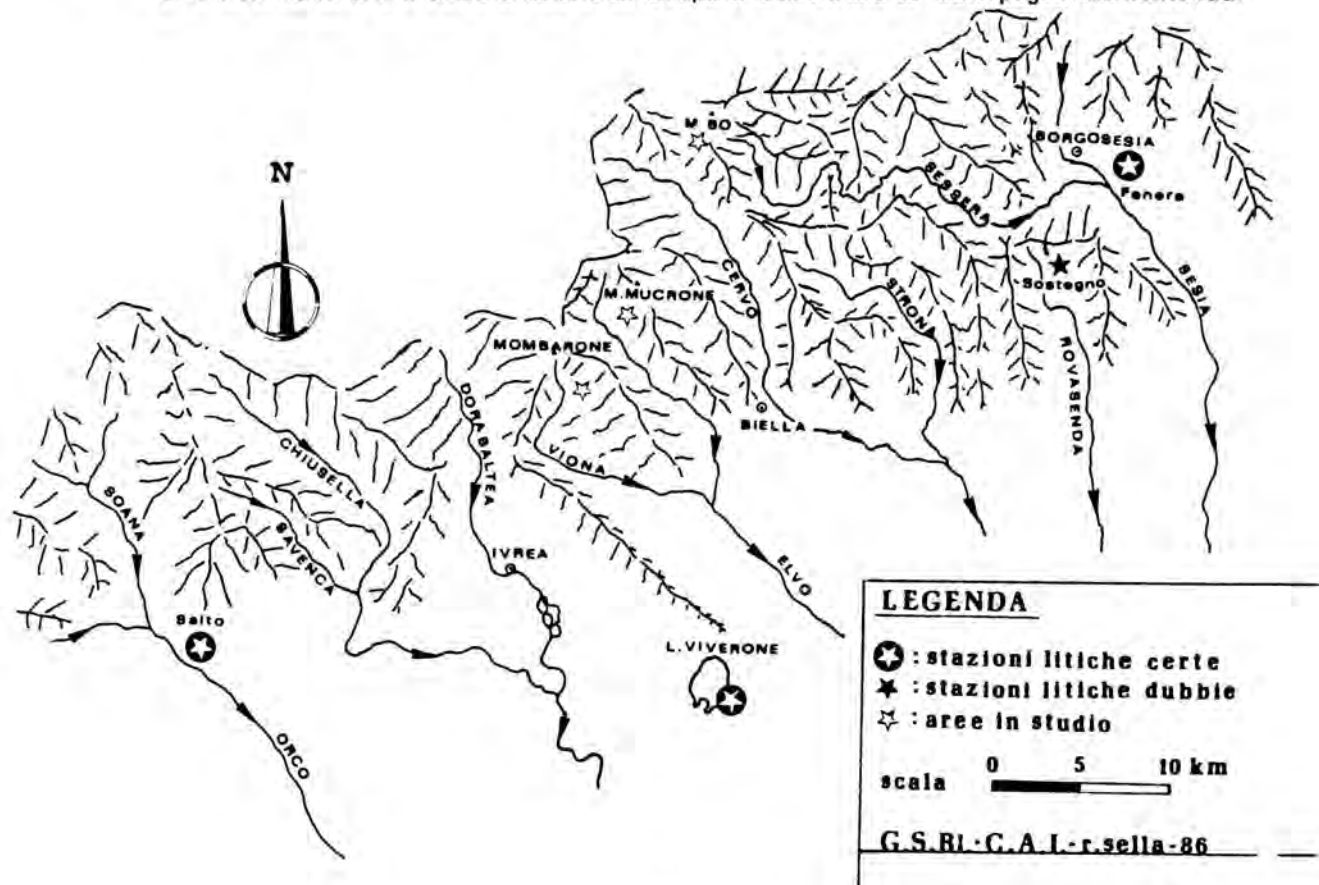 N
M. BO
BORGOSESIA
Fenera
SESSERA
SESIA
CERVO
STRONA
Sostegno
ROVASENDA
M. MUCRONE
MOMBARONE
BIELLA
DORA BALTEA
VIONA
CHIUSELLA
SOANA
SAVENCA
IVREA
ELVO
Salto
L. VIVERONE
ORCO
LEGENDA
: stazioni litiche certe
: stazioni litiche dubbie
: aree in studio
0 5 10 km
scala
G.S.Bi.-C.A.I.-r.sella-86